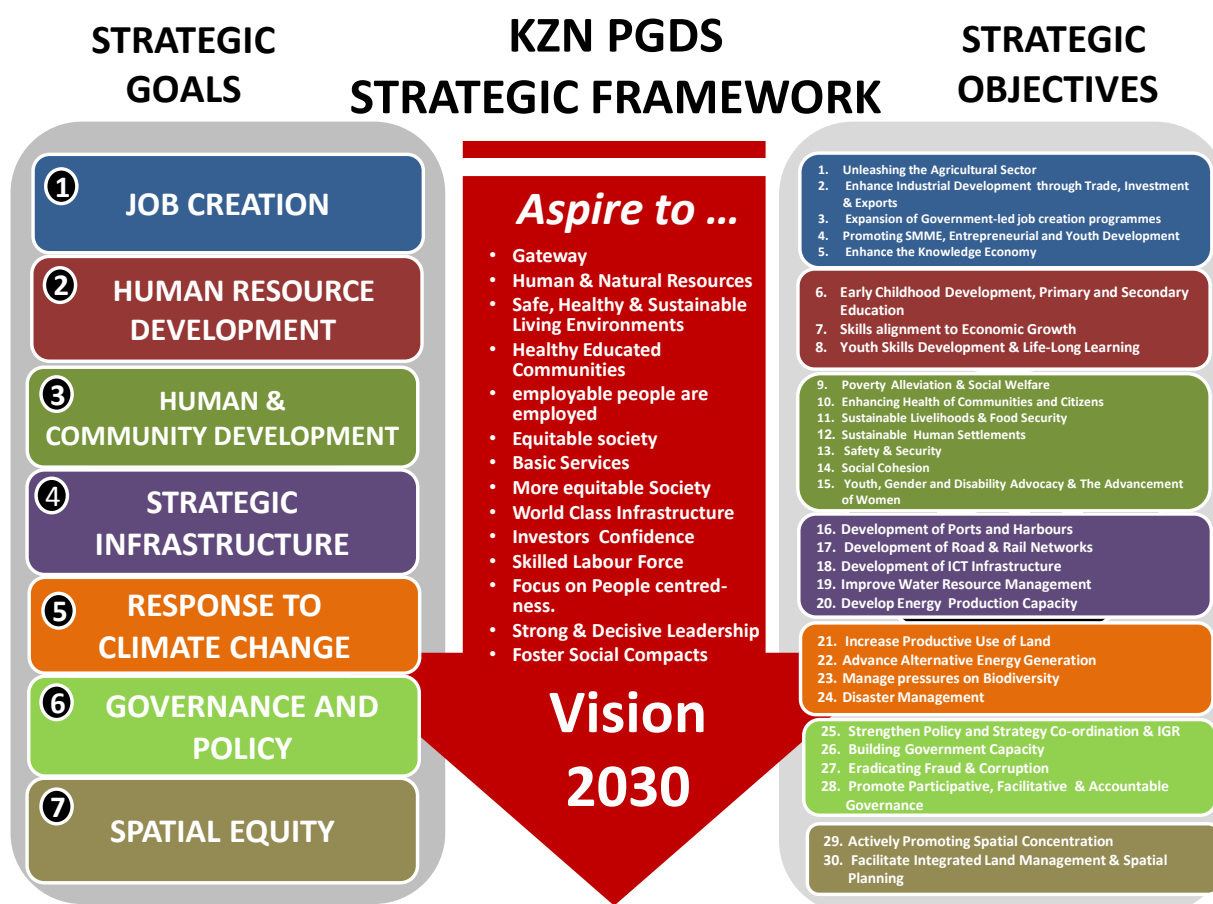 STRATEGIC
GOALS
KZN PGDS
STRATEGIC FRAMEWORK
STRATEGIC
OBJECTIVES
1
JOB CREATION
2
HUMAN RESOURCE
DEVELOPMENT
3
HUMAN &
COMMUNITY DEVELOPMENT
4
STRATEGIC
INFRASTRUCTURE
5
RESPONSE TO
CLIMATE CHANGE
6
GOVERNANCE AND
POLICY
7
SPATIAL EQUITY
Aspire to ...
• Gateway
• Human & Natural Resources
• Safe, Healthy & Sustainable
Living Environments
• Healthy Educated
Communities
• employable people are
employed
• Equitable society
• Basic Services
• More equitable Society
• World Class Infrastructure
• Investors Confidence
• Skilled Labour Force
• Focus on People centred-
ness.
• Strong & Decisive Leadership
• Foster Social Compacts
Vision
2030
1. Unleashing the Agricultural Sector
2. Enhance Industrial Development through Trade, Investment
& Exports
3. Expansion of Government-led job creation programmes
4. Promoting SMME, Entrepreneurial and Youth Development
5. Enhance the Knowledge Economy
6. Early Childhood Development, Primary and Secondary
Education
7. Skills alignment to Economic Growth
8. Youth Skills Development & Life-Long Learning
9. Poverty Alleviation & Social Welfare
10. Enhancing Health of Communities and Citizens
11. Sustainable Livelihoods & Food Security
12. Sustainable Human Settlements
13. Safety & Security
14. Social Cohesion
15. Youth, Gender and Disability Advocacy & The Advancement
of Women
16. Development of Ports and Harbours
17. Development of Road & Rail Networks
18. Development of ICT Infrastructure
19. Improve Water Resource Management
20. Develop Energy Production Capacity
21. Increase Productive Use of Land
22. Advance Alternative Energy Generation
23. Manage pressures on Biodiversity
24. Disaster Management
25. Strengthen Policy and Strategy Co-ordination & IGR
26. Building Government Capacity
27. Eradicating Fraud & Corruption
28. Promote Participative, Facilitative & Accountable
Governance
29. Actively Promoting Spatial Concentration
30. Facilitate Integrated Land Management & Spatial
Planning